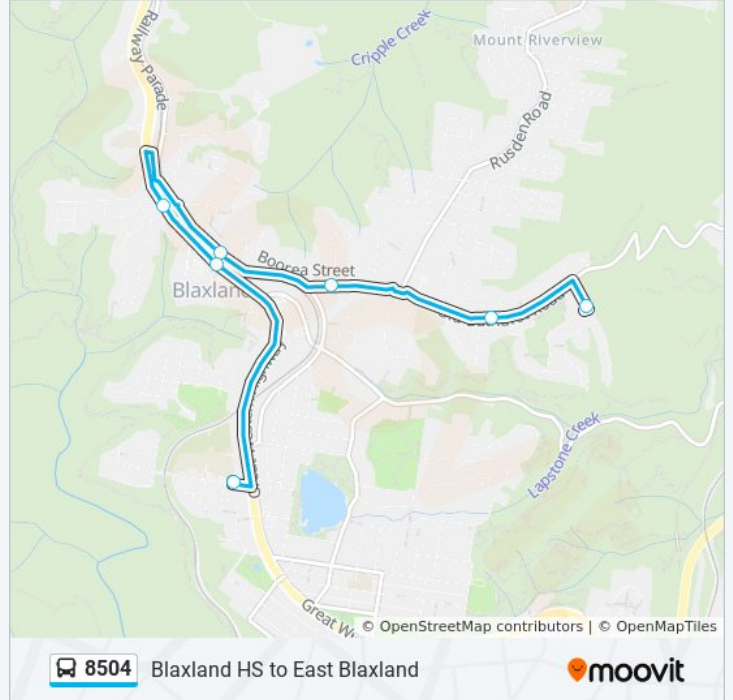 Railway Parade
Cripple Creek
Mount Riverview
Rusden Road
Boorea Street
Blaxland
Lapstone Creek
Great W
© OpenStreetMap contributors | © OpenMapTiles
8504 Blaxland HS to East Blaxland
moovit